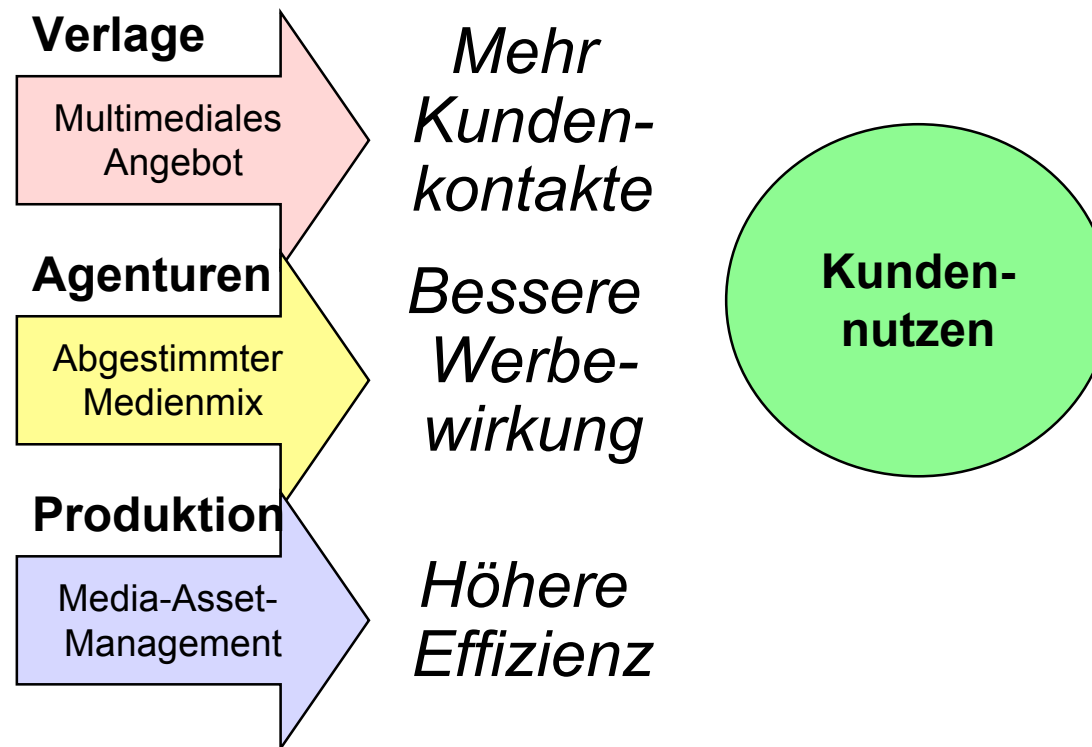 Verlage
Multimediales
Angebot
Mehr
Kunden-
kontakte
Agenturen
Abgestimmter
Medienmix
Bessere
Werbe-
wirkung
Produktion
Media-Asset-
Management
Höhere
Effizienz
Kunden-
nutzen